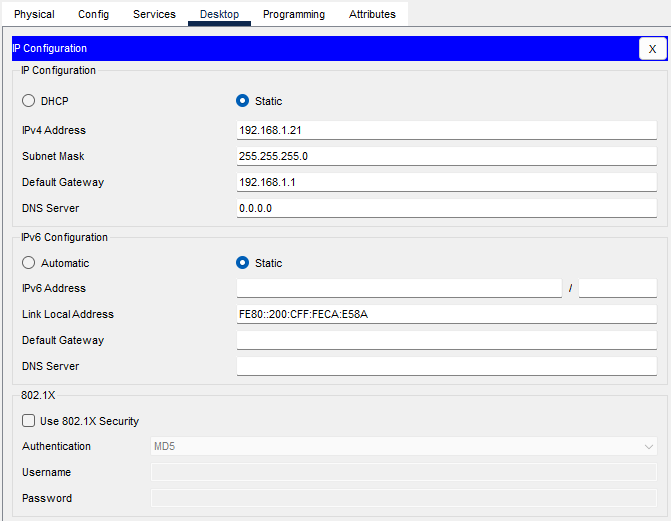 Physical Config Services Desktop Programming Attributes
IP Configuration X
IP Configuration
DHCP Static
IPv4 Address 192.168.1.21
Subnet Mask 255.255.255.0
Default Gateway 192.168.1.1
DNS Server 0.0.0.0
IPv6 Configuration
Automatic Static
IPv6 Address /
Link Local Address FE80::200:CFF:FECA:E58A
Default Gateway
DNS Server
802.1X
Use 802.1X Security
Authentication MD5
Username
Password